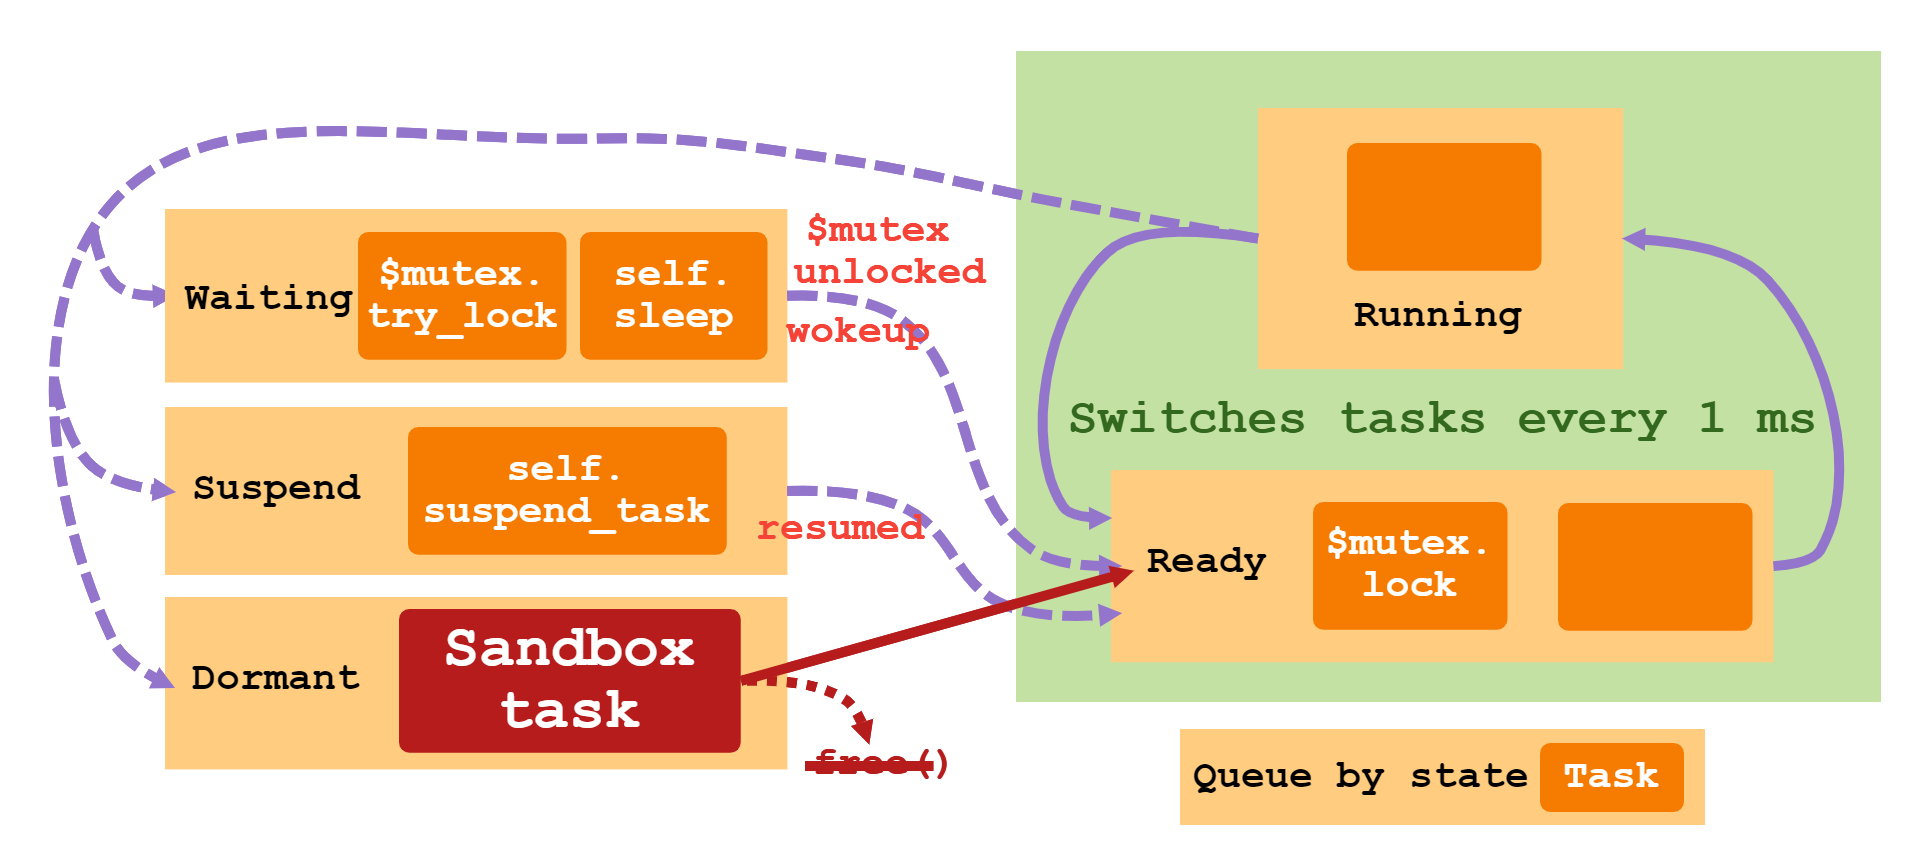 $mutex
unlocked
Waiting
$mutex.
try_lock
self.
sleep
wokeup
Running
Switches tasks every 1 ms
Suspend
self.
suspend_task
resumed
Ready
$mutex.
lock
Dormant
Sandbox
task
free()
Queue by state
Task